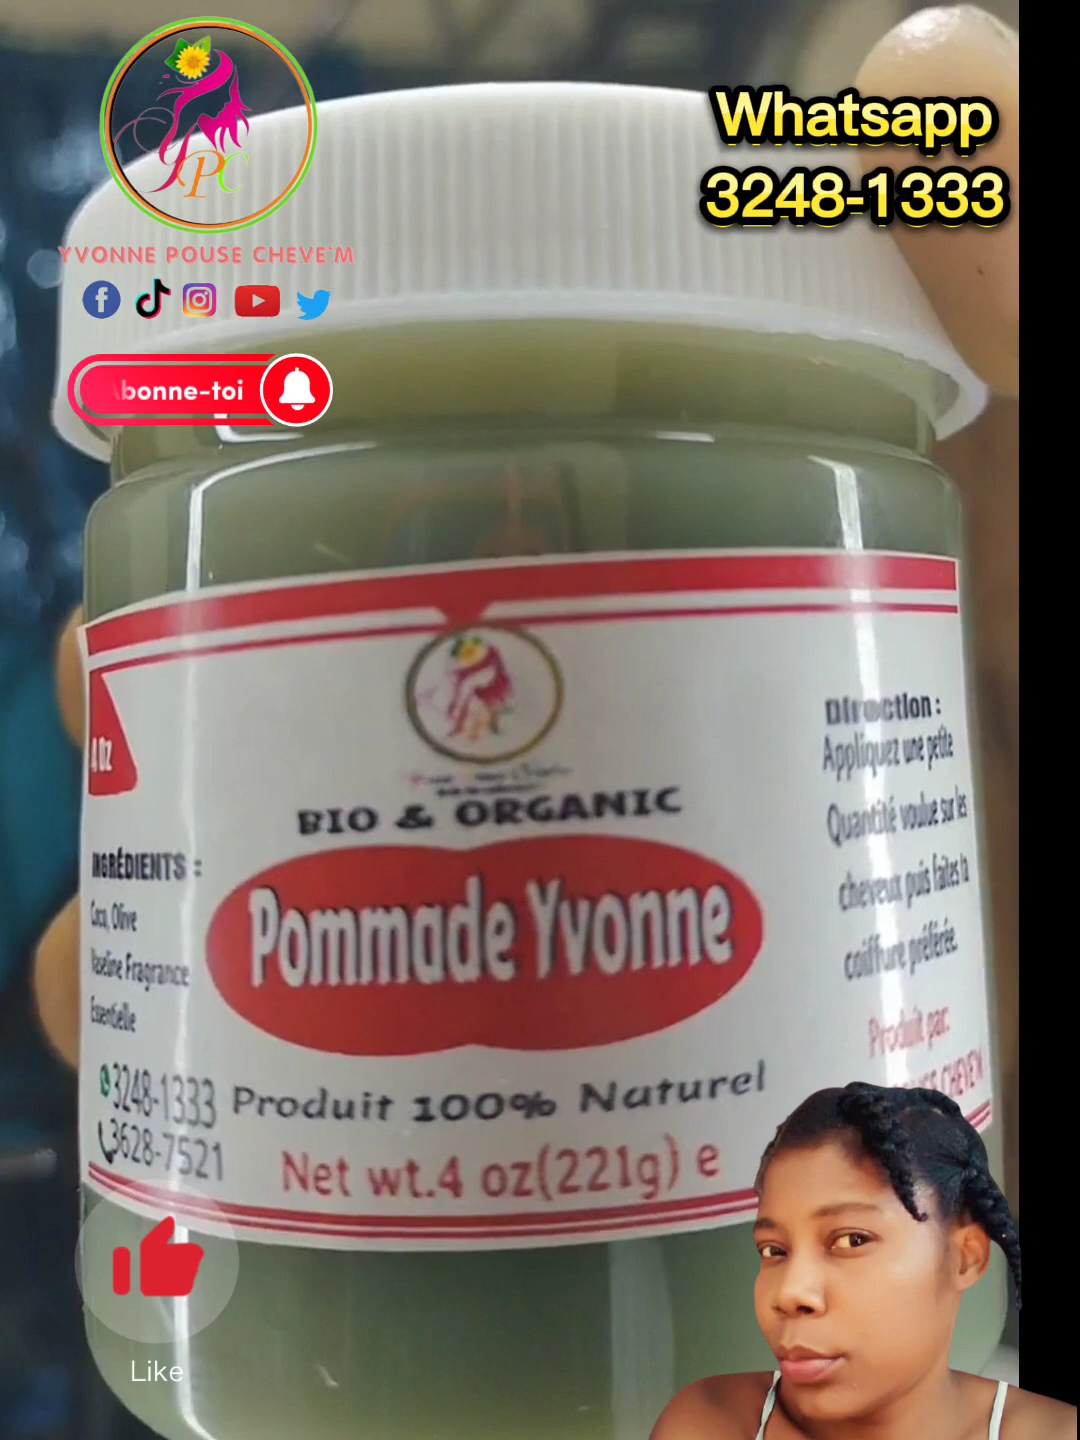 YPC
YVONNE POUSE CHEVE'M
bonne-toi
Whatsapp
3248-1333
4 Oz
BIO & ORGANIC
Pommade Yvonne
Produit 100% Naturel
Net wt.4 oz(221g) e
INGRÉDIENTS :
Coco, Olive
Vaseline Fragrance
Essentielle
3248-1333
3628-7521
Direction :
Appliquez une petite
Quantité voulue sur les
cheveux puis faites la
coiffure préférée.
Produit par:
CHEVE'M
Like